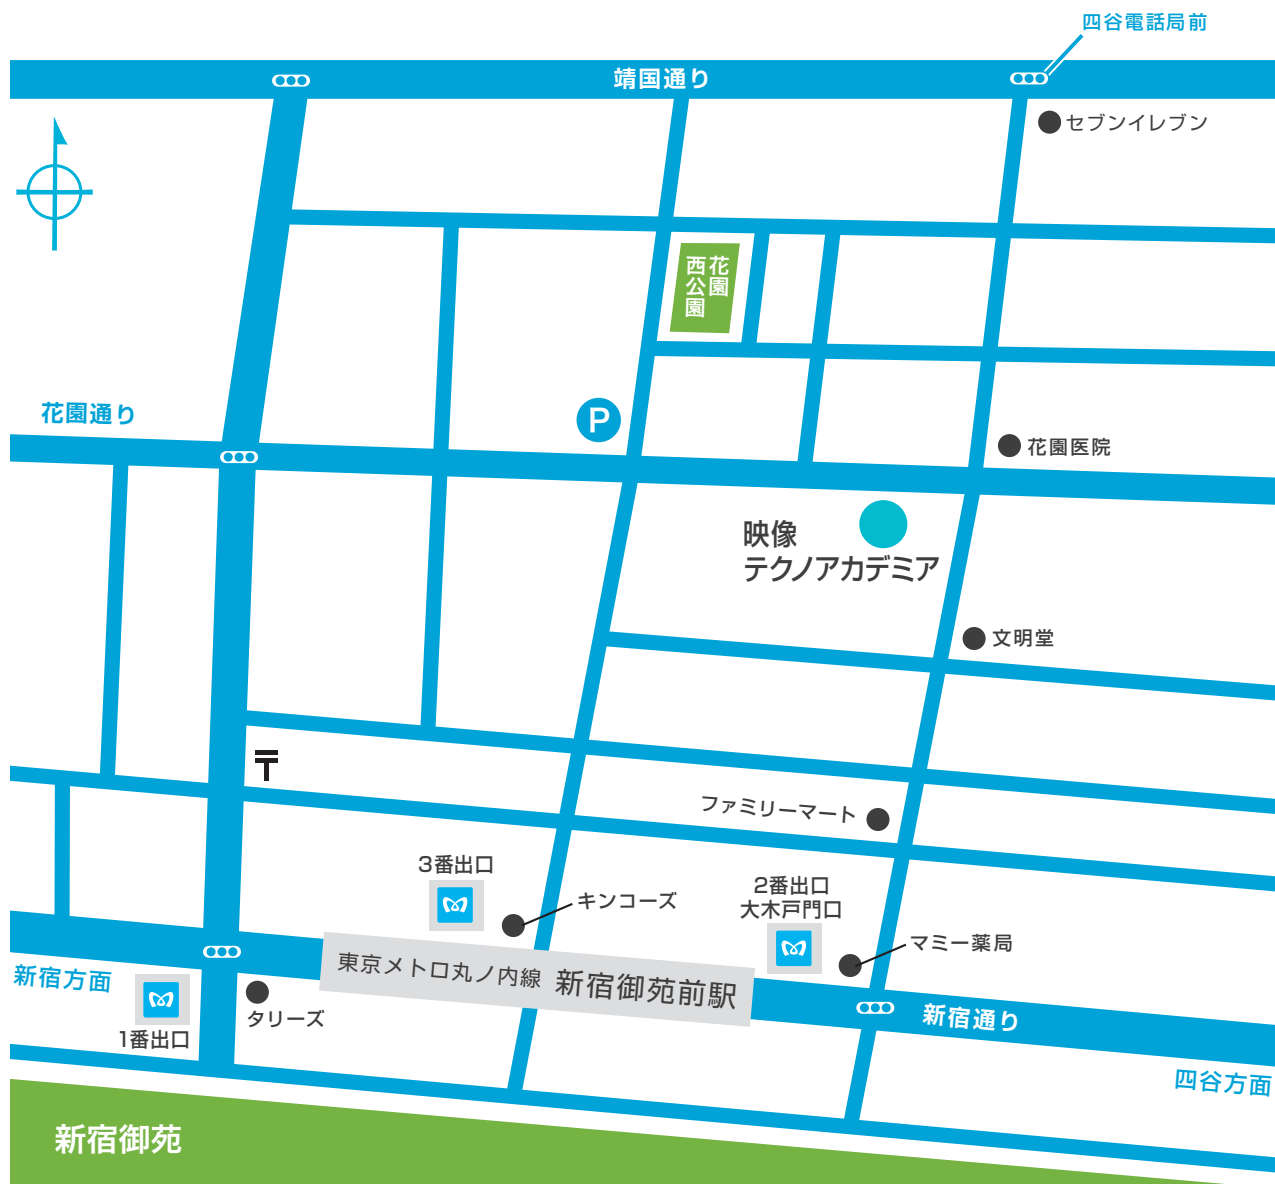 四谷電話局前
靖国通り
セブンイレブン
花園
西公園
花園通り
P
花園医院
映像
テクノアカデミア
文明堂
〒
ファミリーマート
3番出口
キンコーズ
2番出口
大木戸門口
マミー薬局
東京メトロ丸ノ内線 新宿御苑前駅
新宿方面
1番出口
タリーズ
新宿通り
四谷方面
新宿御苑